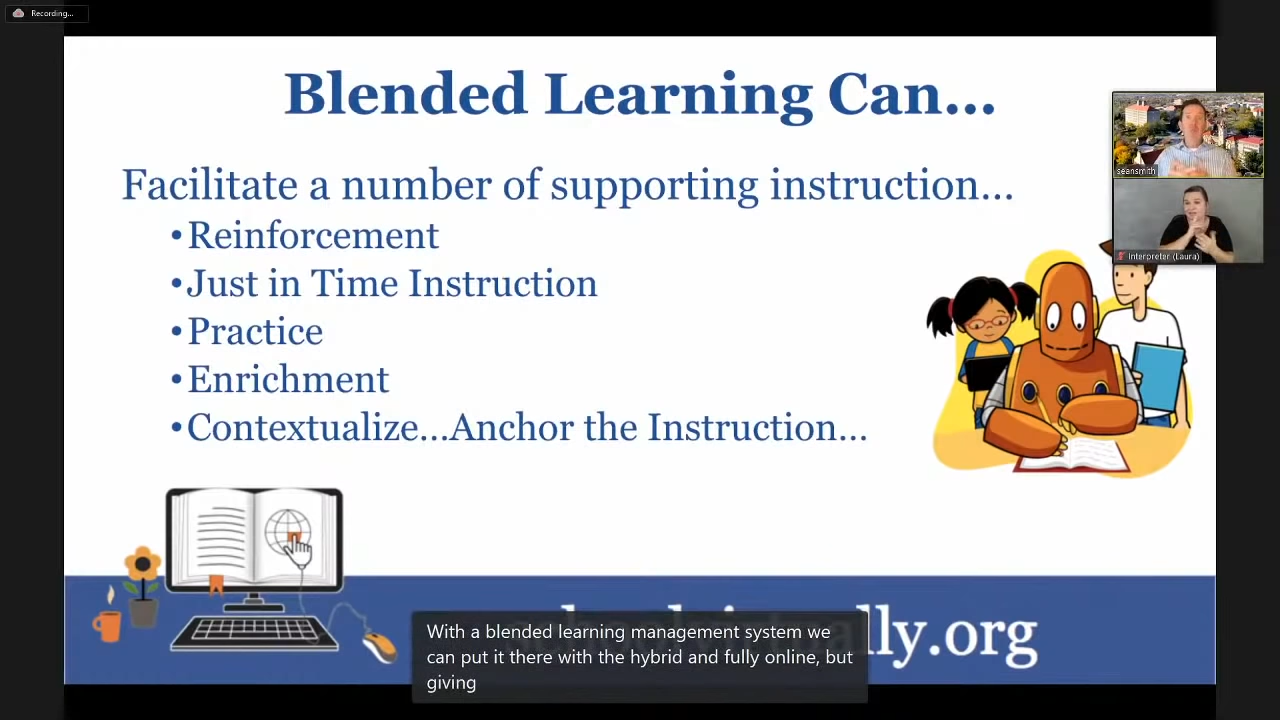 Recording...
Blended Learning Can...
Facilitate a number of supporting instruction...
•Reinforcement
•Just in Time Instruction
•Practice
•Enrichment
•Contextualize...Anchor the Instruction...
seansmith
Interpreter (Laura)
With a blended learning management system we
can put it there with the hybrid and fully online, but
giving
schoolvirtually.org